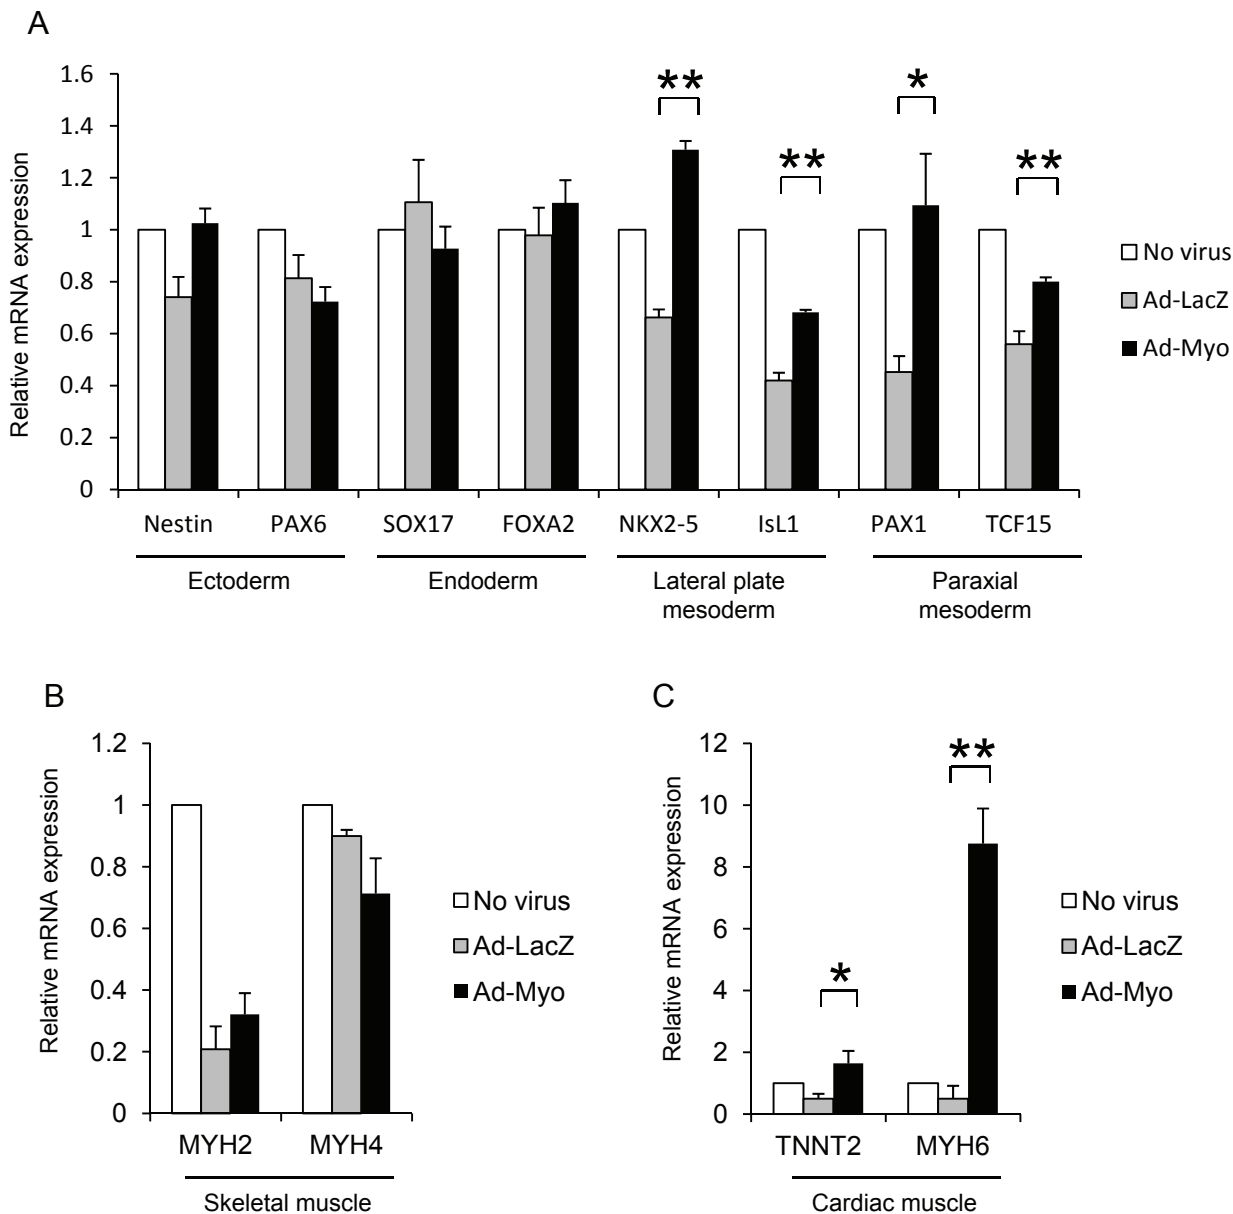 A
Relative mRNA expression
1.6
1.4
1.2
1
0.8
0.6
0.4
0.2
0
** ** * **
No virus
Ad-LacZ
Ad-Myo
Nestin PAX6 SOX17 FOXA2 NKX2-5 IsL1 PAX1 TCF15
Ectoderm Endoderm Lateral plate mesoderm Paraxial mesoderm
B
Relative mRNA expression
1.2
1
0.8
0.6
0.4
0.2
0
No virus
Ad-LacZ
Ad-Myo
MYH2 MYH4
Skeletal muscle
C
Relative mRNA expression
12
10
8
6
4
2
0
* **
No virus
Ad-LacZ
Ad-Myo
TNNT2 MYH6
Cardiac muscle